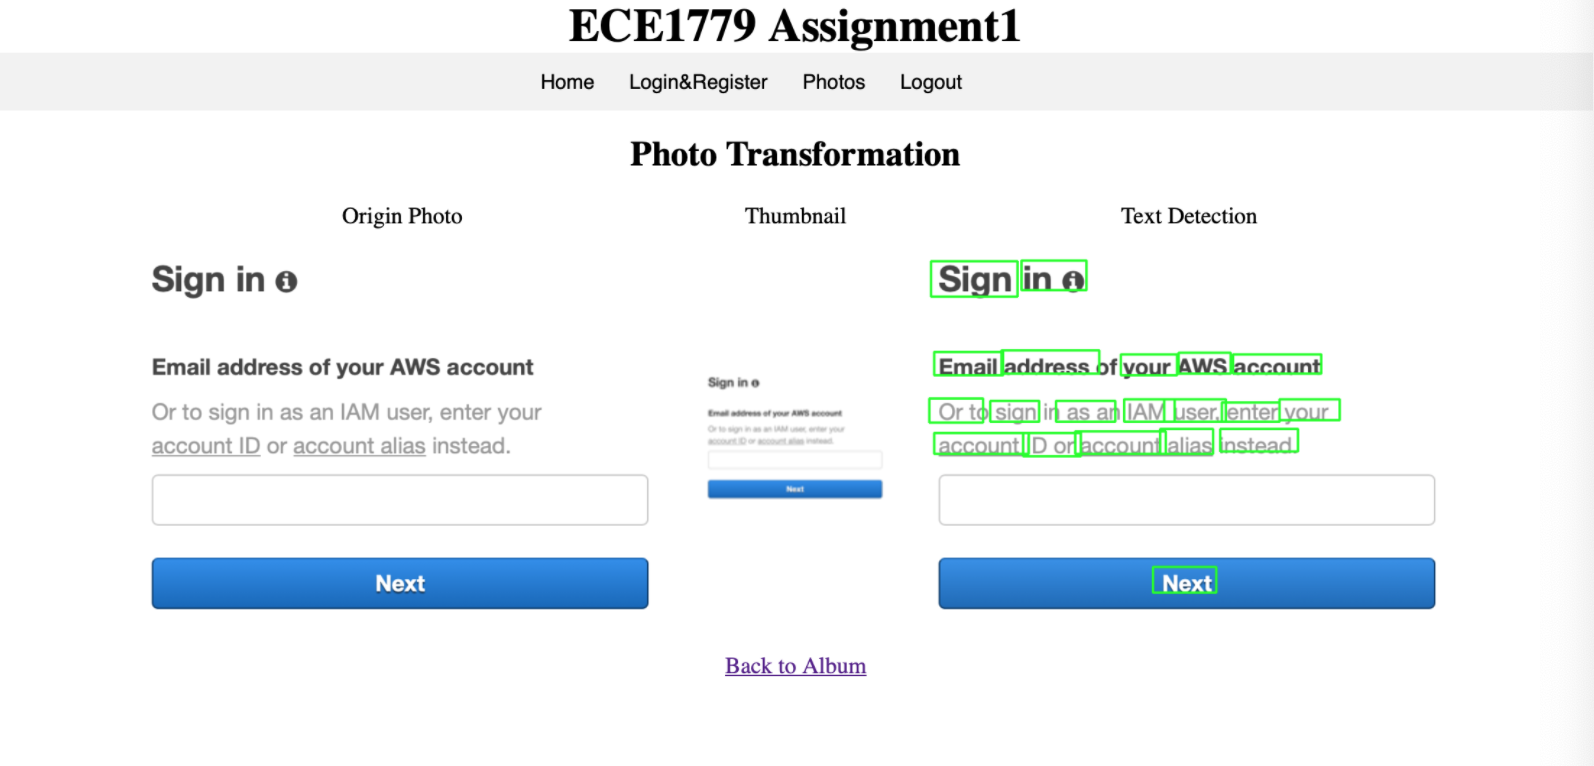 ECE1779 Assignment1
Home Login&Register Photos Logout
Photo Transformation
Origin Photo Thumbnail Text Detection
Sign in
Email address of your AWS account
Or to sign in as an IAM user, enter your
account ID or account alias instead.
Next
Sign in
Email address of your AWS account
Or to sign in as an IAM user, enter your
account ID or account alias instead.
Next
Sign in
Email address of your AWS account
Or to sign in as an IAM user, enter your
account ID or account alias instead.
Next
Back to Album